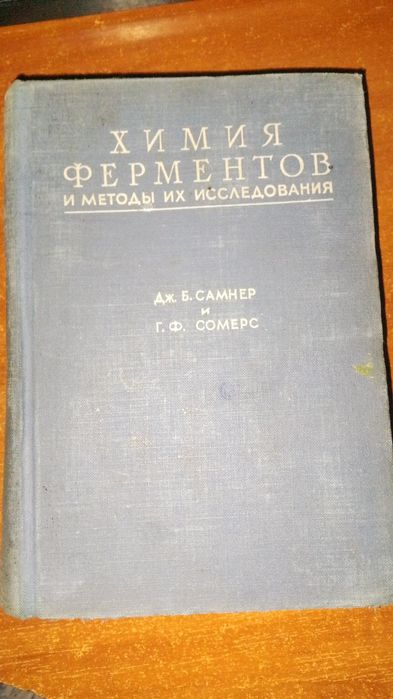 ХИМИЯ
ФЕРМЕНТОВ
И МЕТОДЫ ИХ ИССЛЕДОВАНИЯ
Дж. Б. САМНЕР
И
Г. Ф. СОМЕРС